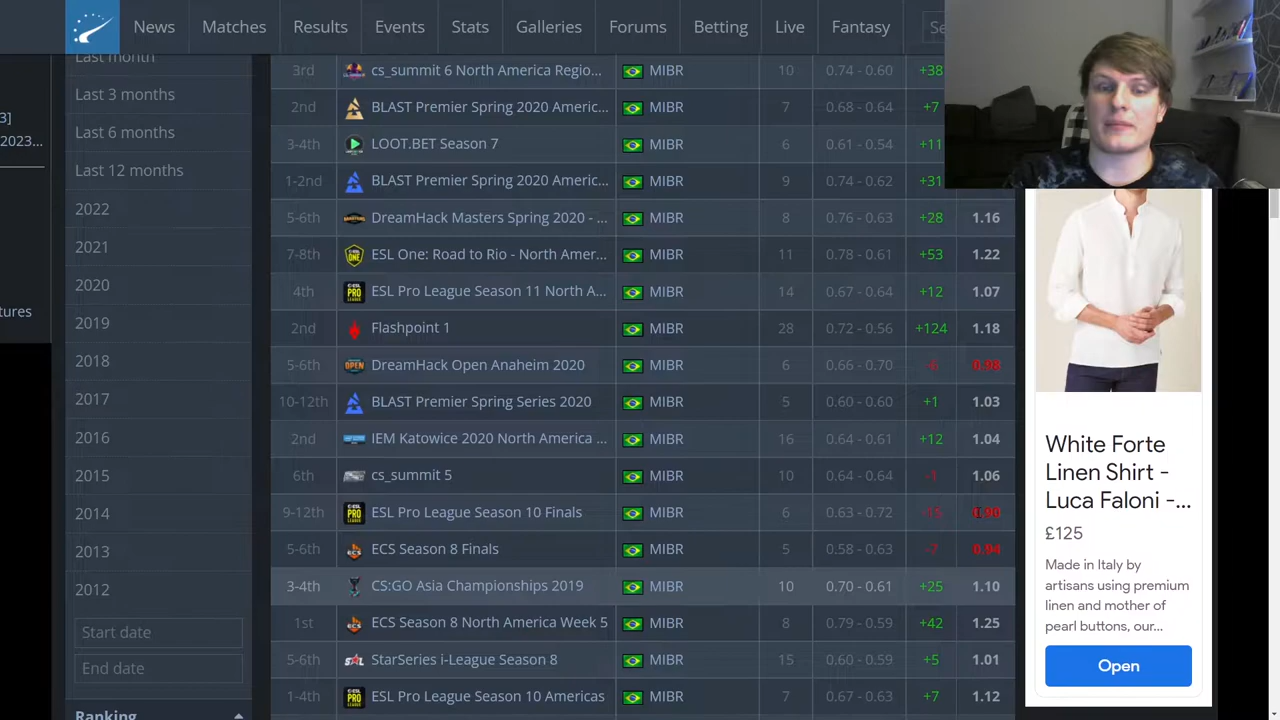 News Matches Results Events Stats Galleries Forums Betting Live Fantasy Se
Last month
Last 3 months
Last 6 months
Last 12 months
2022
2021
2020
2019
2018
2017
2016
2015
2014
2013
2012
Start date
End date
Ranking
3]
2023...
tures
3rd cs_summit 6 North America Regio... MIBR 10 0.74 - 0.60 +38
2nd BLAST Premier Spring 2020 Americ... MIBR 7 0.68 - 0.64 +7
3-4th LOOT.BET Season 7 MIBR 6 0.61 - 0.54 +11
1-2nd BLAST Premier Spring 2020 Americ... MIBR 9 0.74 - 0.62 +31
5-6th DreamHack Masters Spring 2020 - ... MIBR 8 0.76 - 0.63 +28 1.16
7-8th ESL One: Road to Rio - North Amer... MIBR 11 0.78 - 0.61 +53 1.22
4th ESL Pro League Season 11 North A... MIBR 14 0.67 - 0.64 +12 1.07
2nd Flashpoint 1 MIBR 28 0.72 - 0.56 +124 1.18
5-6th DreamHack Open Anaheim 2020 MIBR 6 0.66 - 0.70 -6 0.98
10-12th BLAST Premier Spring Series 2020 MIBR 5 0.60 - 0.60 +1 1.03
2nd IEM Katowice 2020 North America ... MIBR 16 0.64 - 0.61 +12 1.04
6th cs_summit 5 MIBR 10 0.64 - 0.64 -1 1.06
9-12th ESL Pro League Season 10 Finals MIBR 6 0.63 - 0.72 -15 0.90
5-6th ECS Season 8 Finals MIBR 5 0.58 - 0.63 -7 0.94
3-4th CS:GO Asia Championships 2019 MIBR 10 0.70 - 0.61 +25 1.10
1st ECS Season 8 North America Week 5 MIBR 8 0.79 - 0.59 +42 1.25
5-6th StarSeries i-League Season 8 MIBR 15 0.60 - 0.59 +5 1.01
1-4th ESL Pro League Season 10 Americas MIBR 7 0.67 - 0.63 +7 1.12
White Forte
Linen Shirt -
Luca Faloni -...
£125
Made in Italy by
artisans using premium
linen and mother of
pearl buttons, our...
Open